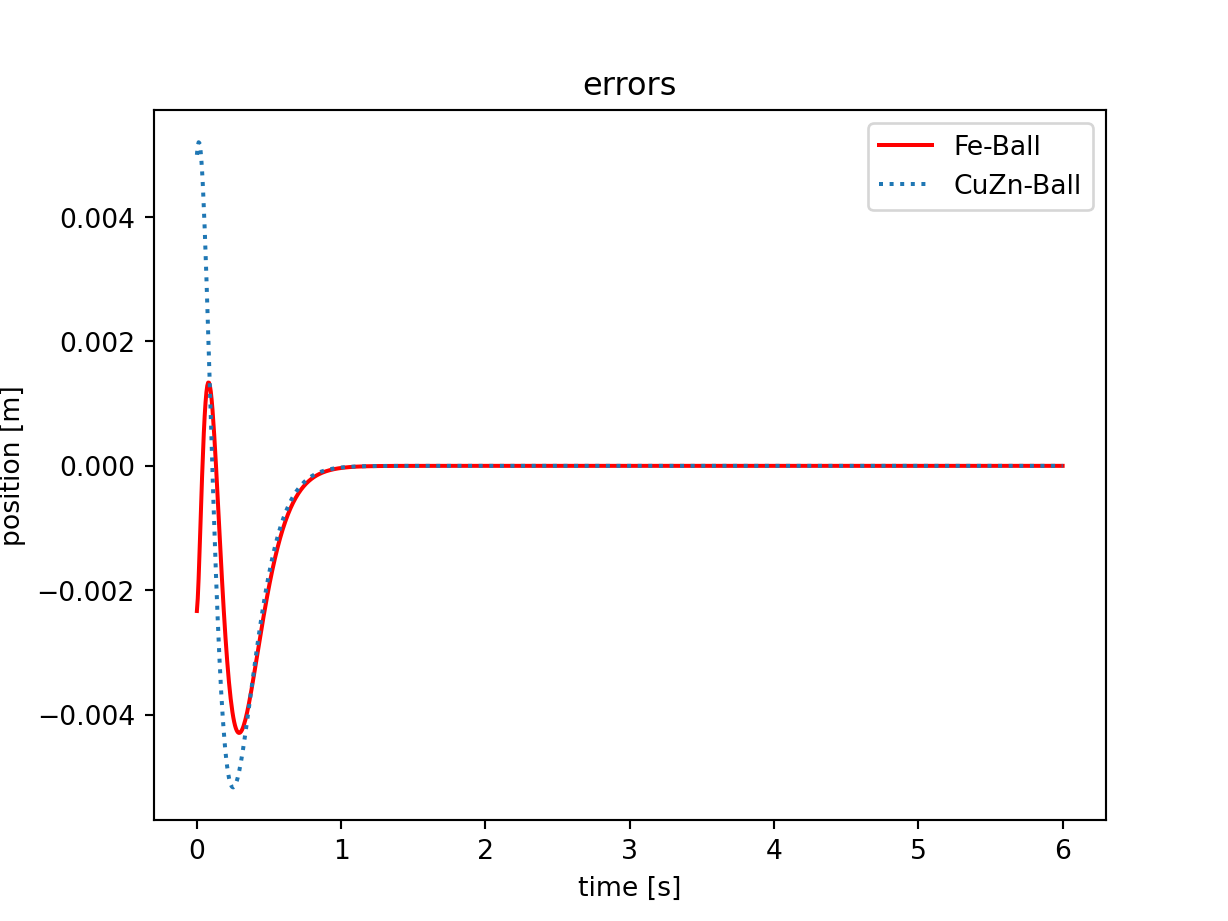 errors
Fe-Ball
CuZn-Ball
0.004
0.002
0.000
−0.002
−0.004
position [m]
0 1 2 3 4 5 6
time [s]